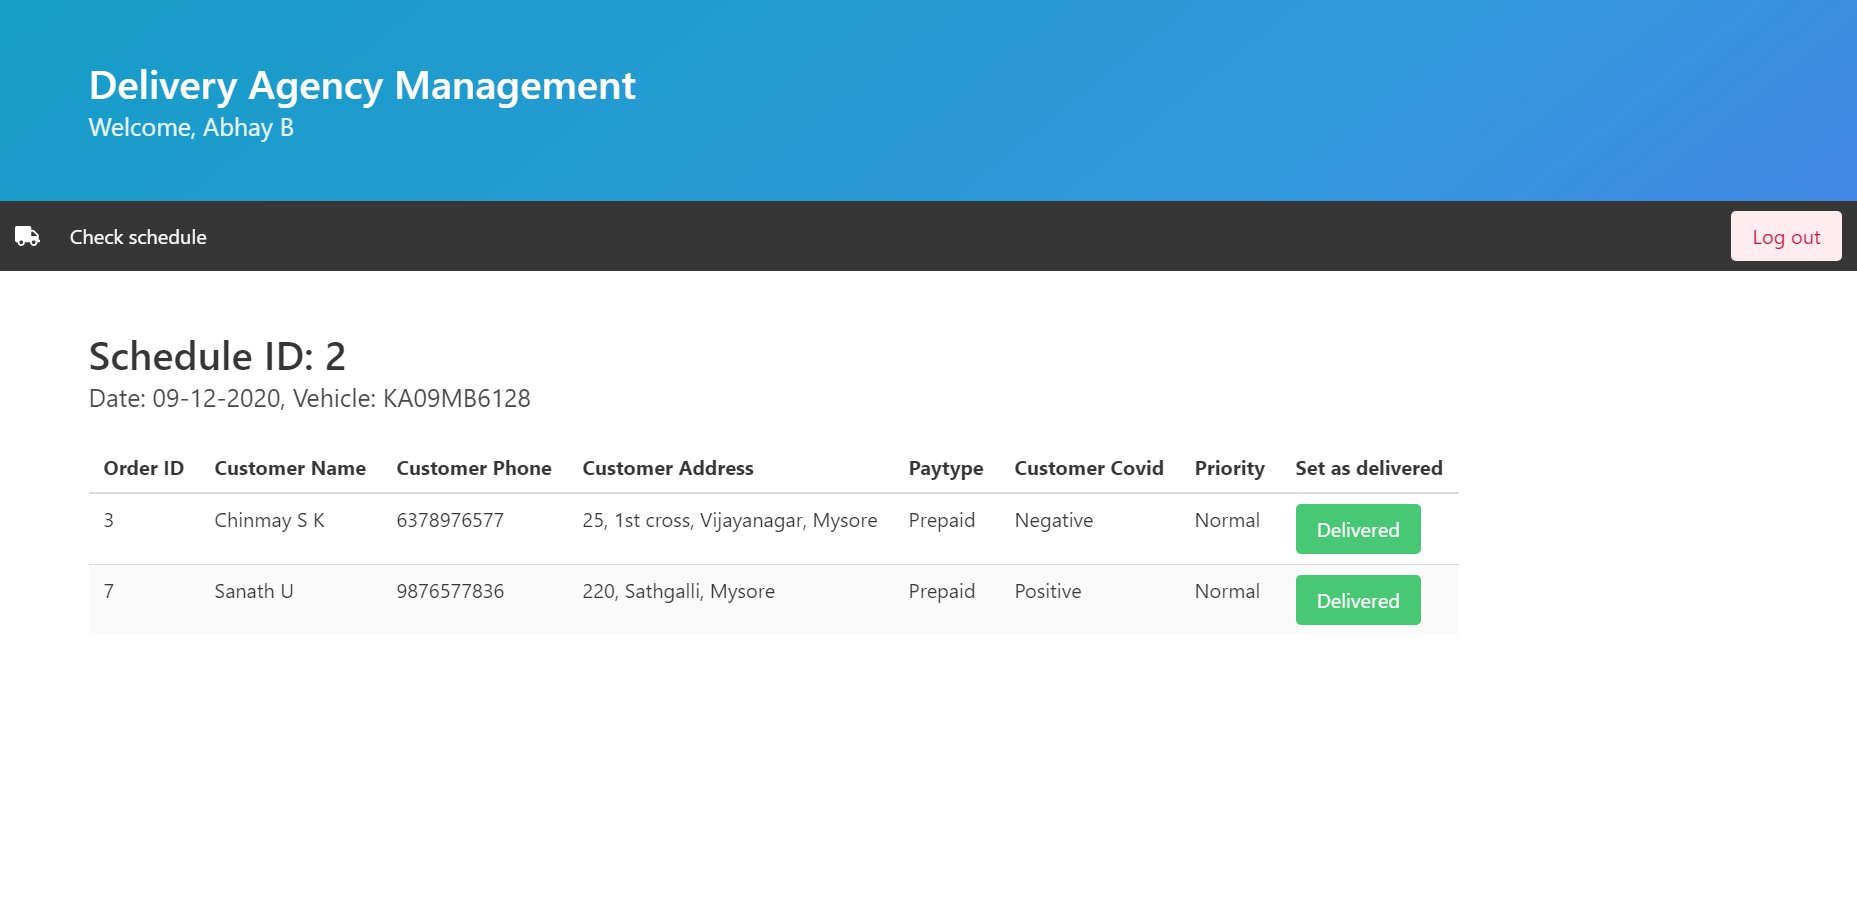 Delivery Agency Management
Welcome, Abhay B
Check schedule
Log out
Schedule ID: 2
Date: 09-12-2020, Vehicle: KA09MB6128
Order ID Customer Name Customer Phone Customer Address Paytype Customer Covid Priority Set as delivered
3 Chinmay S K 6378976577 25, 1st cross, Vijayanagar, Mysore Prepaid Negative Normal Delivered
7 Sanath U 9876577836 220, Sathgalli, Mysore Prepaid Positive Normal Delivered